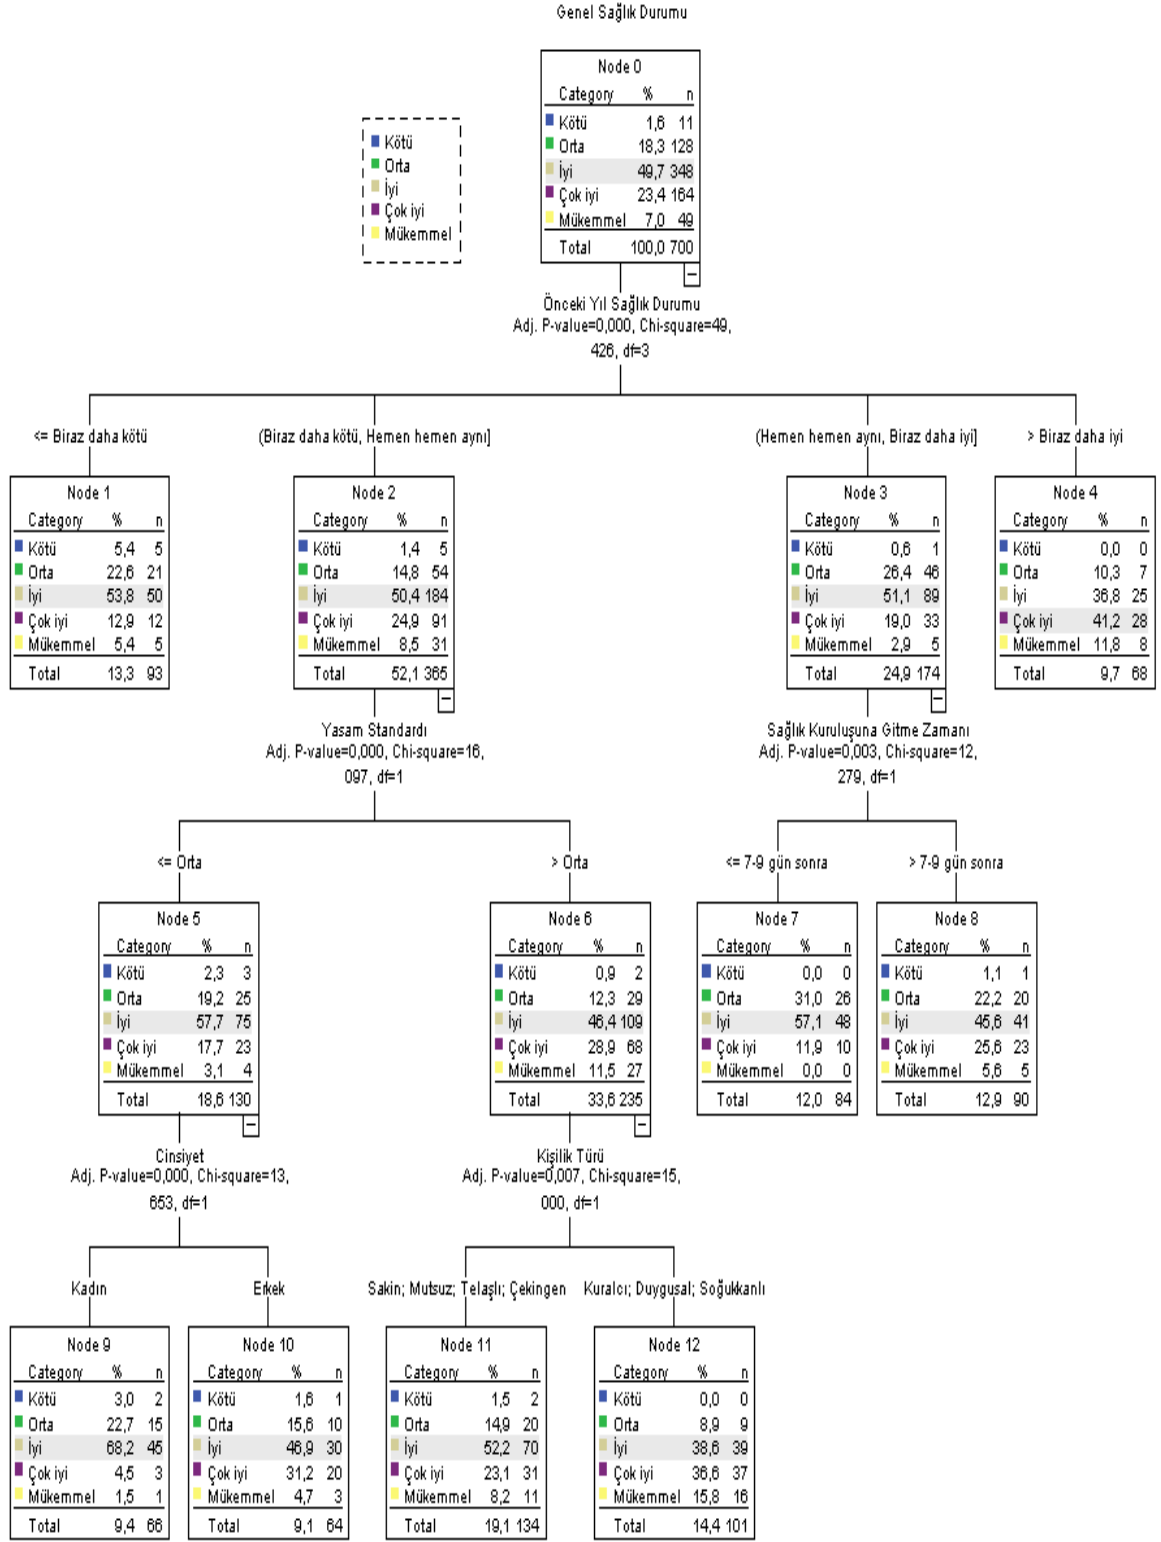 Genel Sağlık Durumu
Node 0
Category % n
Kötü 1,6 11
Orta 18,3 128
İyi 49,7 348
Çok iyi 23,4 164
Mükemmel 7,0 49
Total 100,0 700
Kötü
Orta
İyi
Çok iyi
Mükemmel
Önceki Yıl Sağlık Durumu
Adj. P-value=0,000, Chi-square=49,
426, df=3
<= Biraz daha kötü
(Biraz daha kötü, Hemen hemen aynı]
(Hemen hemen aynı, Biraz daha iyi]
> Biraz daha iyi
Node 1
Category % n
Kötü 5,4 5
Orta 22,6 21
İyi 53,8 50
Çok iyi 12,9 12
Mükemmel 5,4 5
Total 13,3 93
Node 2
Category % n
Kötü 1,4 5
Orta 14,8 54
İyi 50,4 184
Çok iyi 24,9 91
Mükemmel 8,5 31
Total 52,1 365
Node 3
Category % n
Kötü 0,6 1
Orta 26,4 46
İyi 51,1 89
Çok iyi 19,0 33
Mükemmel 2,9 5
Total 24,9 174
Node 4
Category % n
Kötü 0,0 0
Orta 10,3 7
İyi 36,8 25
Çok iyi 41,2 28
Mükemmel 11,8 8
Total 9,7 68
Yasam Standardı
Adj. P-value=0,000, Chi-square=16,
097, df=1
Sağlık Kuruluşuna Gitme Zamanı
Adj. P-value=0,003, Chi-square=12,
279, df=1
<= Orta
> Orta
<= 7-9 gün sonra
> 7-9 gün sonra
Node 5
Category % n
Kötü 2,3 3
Orta 19,2 25
İyi 57,7 75
Çok iyi 17,7 23
Mükemmel 3,1 4
Total 18,6 130
Node 6
Category % n
Kötü 0,9 2
Orta 12,3 29
İyi 46,4 109
Çok iyi 28,9 68
Mükemmel 11,5 27
Total 33,6 235
Node 7
Category % n
Kötü 0,0 0
Orta 31,0 26
İyi 57,1 48
Çok iyi 11,9 10
Mükemmel 0,0 0
Total 12,0 84
Node 8
Category % n
Kötü 1,1 1
Orta 22,2 20
İyi 45,6 41
Çok iyi 25,6 23
Mükemmel 5,6 5
Total 12,9 90
Cinsiyet
Adj. P-value=0,000, Chi-square=13,
653, df=1
Kişilik Türü
Adj. P-value=0,007, Chi-square=15,
000, df=1
Kadın
Erkek
Sakin; Mutsuz; Telaşlı; Çekingen
Kuralcı; Duygusal; Soğukkanlı
Node 9
Category % n
Kötü 3,0 2
Orta 22,7 15
İyi 68,2 45
Çok iyi 4,5 3
Mükemmel 1,5 1
Total 9,4 66
Node 10
Category % n
Kötü 1,6 1
Orta 15,6 10
İyi 46,9 30
Çok iyi 31,2 20
Mükemmel 4,7 3
Total 9,1 64
Node 11
Category % n
Kötü 1,5 2
Orta 14,9 20
İyi 52,2 70
Çok iyi 23,1 31
Mükemmel 8,2 11
Total 19,1 134
Node 12
Category % n
Kötü 0,0 0
Orta 8,9 9
İyi 38,6 39
Çok iyi 36,6 37
Mükemmel 15,8 16
Total 14,4 101